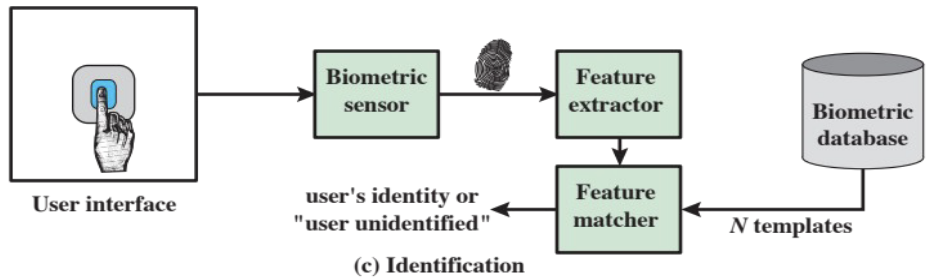 Biometric
sensor
Feature
extractor
Biometric
database
User interface
user's identity or
"user unidentified"
Feature
matcher
N templates
(c) Identification